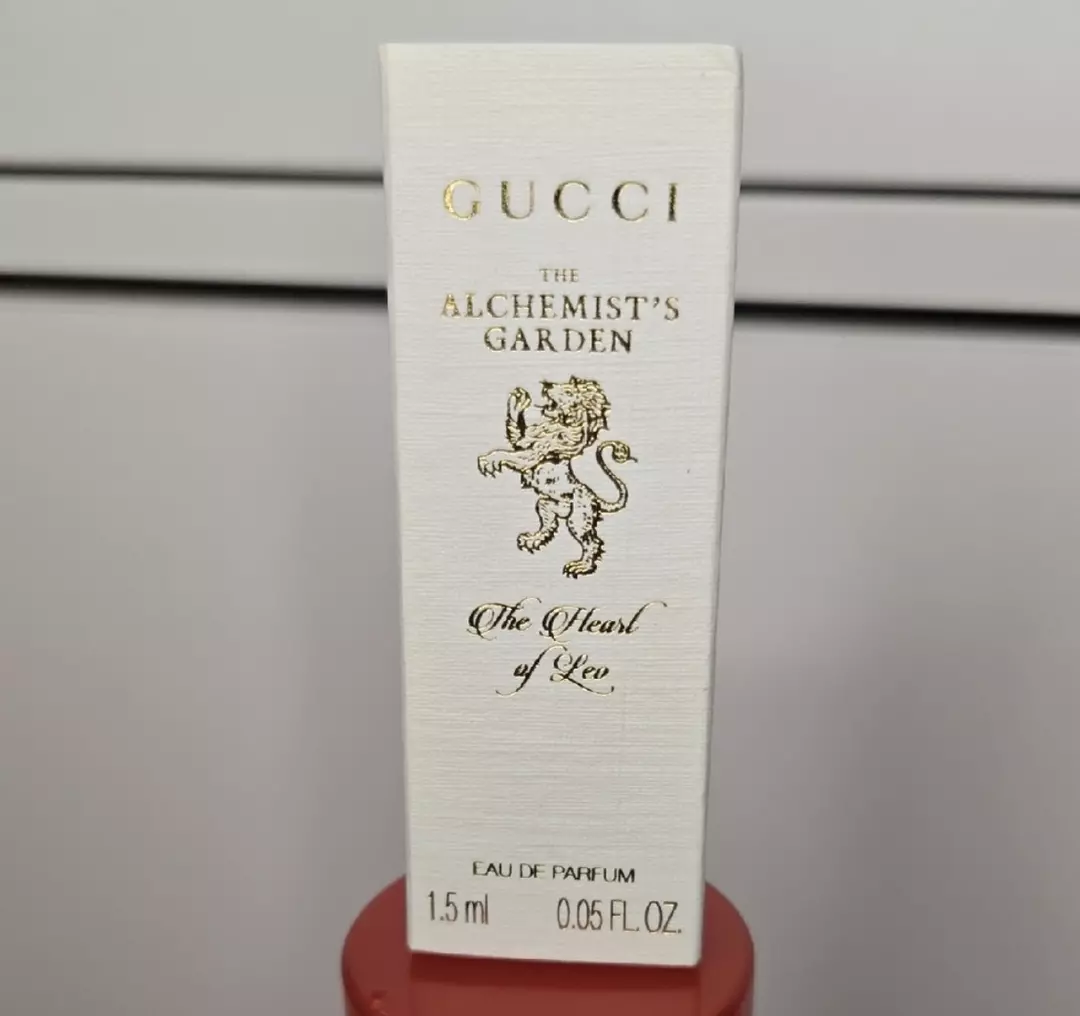 GUCCI
THE
ALCHEMIST'S
GARDEN
The Heart
of Leo
EAU DE PARFUM
1.5 ml 0.05 FL. OZ.